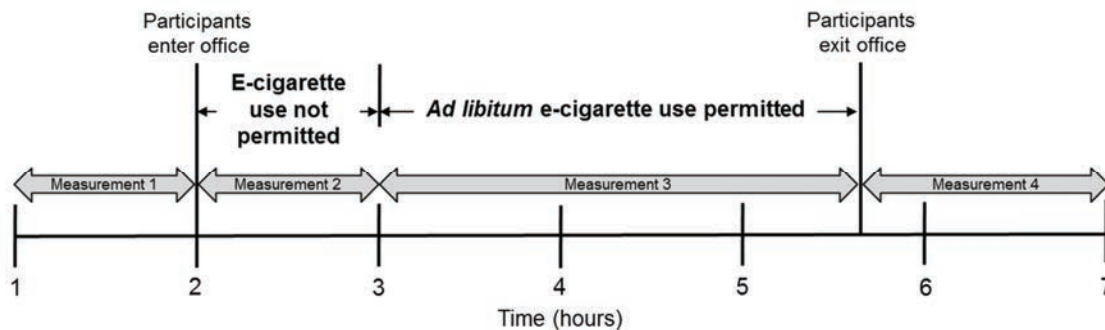 Participants
enter office
Participants
exit office
E-cigarette
use not
permitted
Ad libitum e-cigarette use permitted
Measurement 1
Measurement 2
Measurement 3
Measurement 4
1
2
3
4
5
6
7
Time (hours)